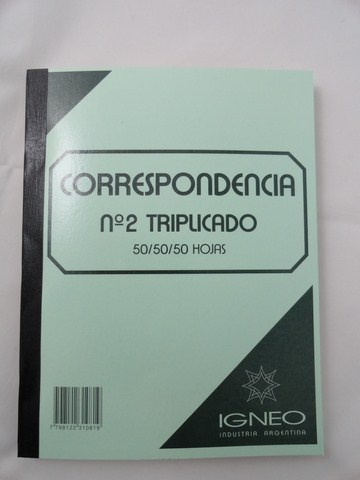 CORRESPONDENCIA
Nº2 TRIPLICADO
50/50/50 HOJAS
IGNEO
INDUSTRIA ARGENTINA